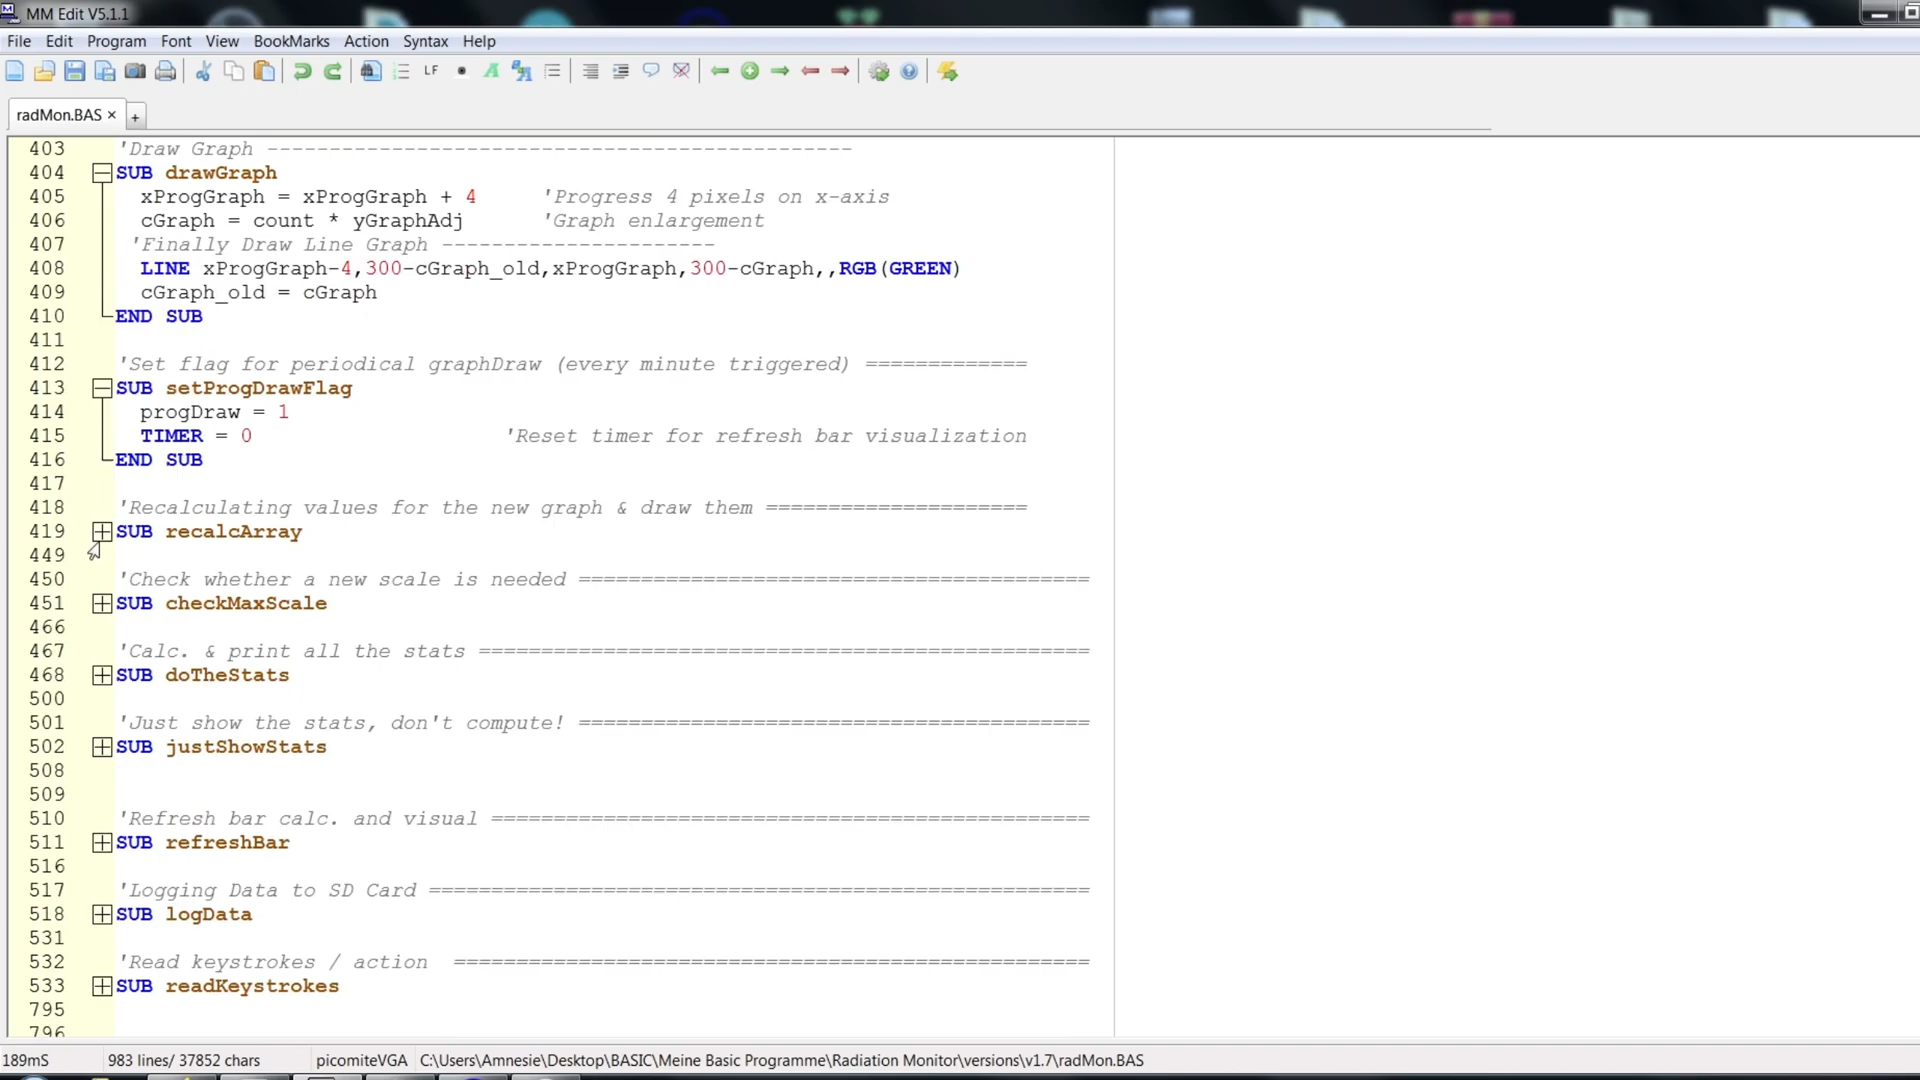 MM Edit V5.1.1
File Edit Program Font View BookMarks Action Syntax Help
LF
radMon.BAS × +
403 'Draw Graph -----------------------------------------------
404 SUB drawGraph
405 xProgGraph = xProgGraph + 4 'Progress 4 pixels on x-axis
406 cGraph = count * yGraphAdj 'Graph enlargement
407 'Finally Draw Line Graph ----------------------
408 LINE xProgGraph-4,300-cGraph_old,xProgGraph,300-cGraph,,RGB(GREEN)
409 cGraph_old = cGraph
410 END SUB
411
412 'Set flag for periodical graphDraw (every minute triggered) =============
413 SUB setProgDrawFlag
414 progDraw = 1
415 TIMER = 0 'Reset timer for refresh bar visualization
416 END SUB
417
418 'Recalculating values for the new graph & draw them =====================
419 SUB recalcArray
449
450 'Check whether a new scale is needed =========================================
451 SUB checkMaxScale
466
467 'Calc. & print all the stats =================================================
468 SUB doTheStats
500
501 'Just show the stats, don't compute! =========================================
502 SUB justShowStats
508
509
510 'Refresh bar calc. and visual ================================================
511 SUB refreshBar
516
517 'Logging Data to SD Card =====================================================
518 SUB logData
531
532 'Read keystrokes / action ===================================================
533 SUB readKeystrokes
795
796
189mS 983 lines/ 37852 chars picomiteVGA C:\Users\Amnesie\Desktop\BASIC\Meine Basic Programme\Radiation Monitor\versions\v1.7\radMon.BAS